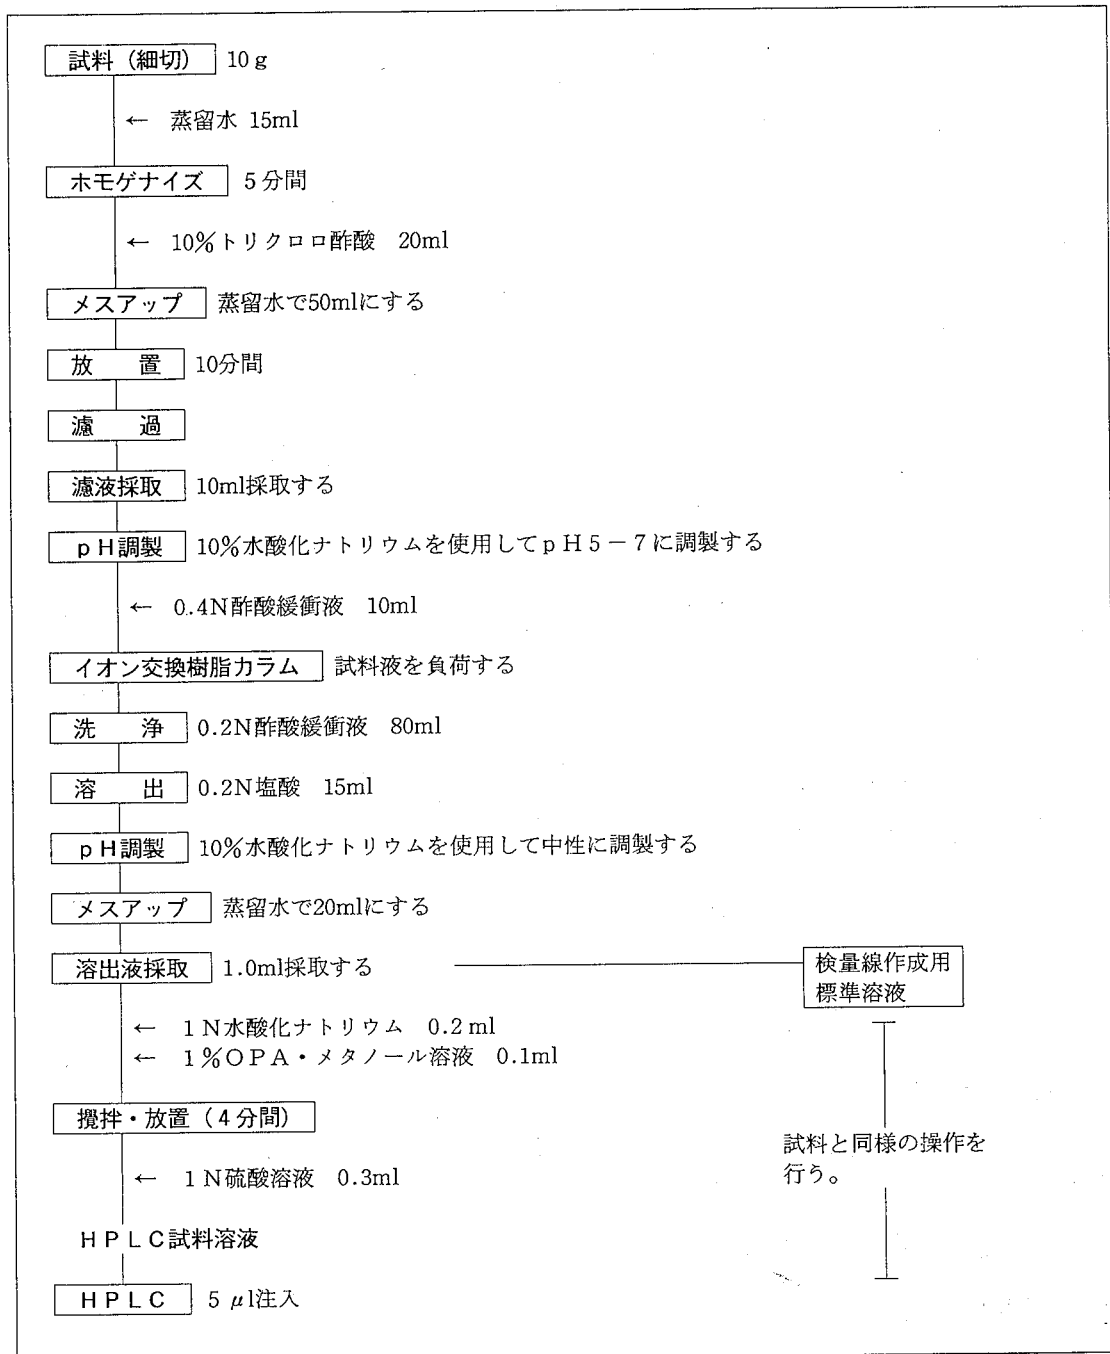 試料（細切） 10ｇ
← 蒸留水 15ml
ホモゲナイズ 5分間
← 10％トリクロロ酢酸 20ml
メスアップ 蒸留水で50mlにする
放　置 10分間
濾　過
濾液採取 10ml採取する
ｐＨ調製 10％水酸化ナトリウムを使用してｐＨ５－７に調製する
← 0.4N酢酸緩衝液 10ml
イオン交換樹脂カラム 試料液を負荷する
洗　浄 0.2N酢酸緩衝液 80ml
溶　出 0.2N塩酸 15ml
ｐＨ調製 10％水酸化ナトリウムを使用して中性に調製する
メスアップ 蒸留水で20mlにする
溶出液採取 1.0ml採取する
検量線作成用
標準溶液
← １Ｎ水酸化ナトリウム 0.2ml
← １％ＯＰＡ・メタノール溶液 0.1ml
攪拌・放置（４分間）
試料と同様の操作を
行う。
← １Ｎ硫酸溶液 0.3ml
ＨＰＬＣ試料溶液
ＨＰＬＣ 5 μl注入